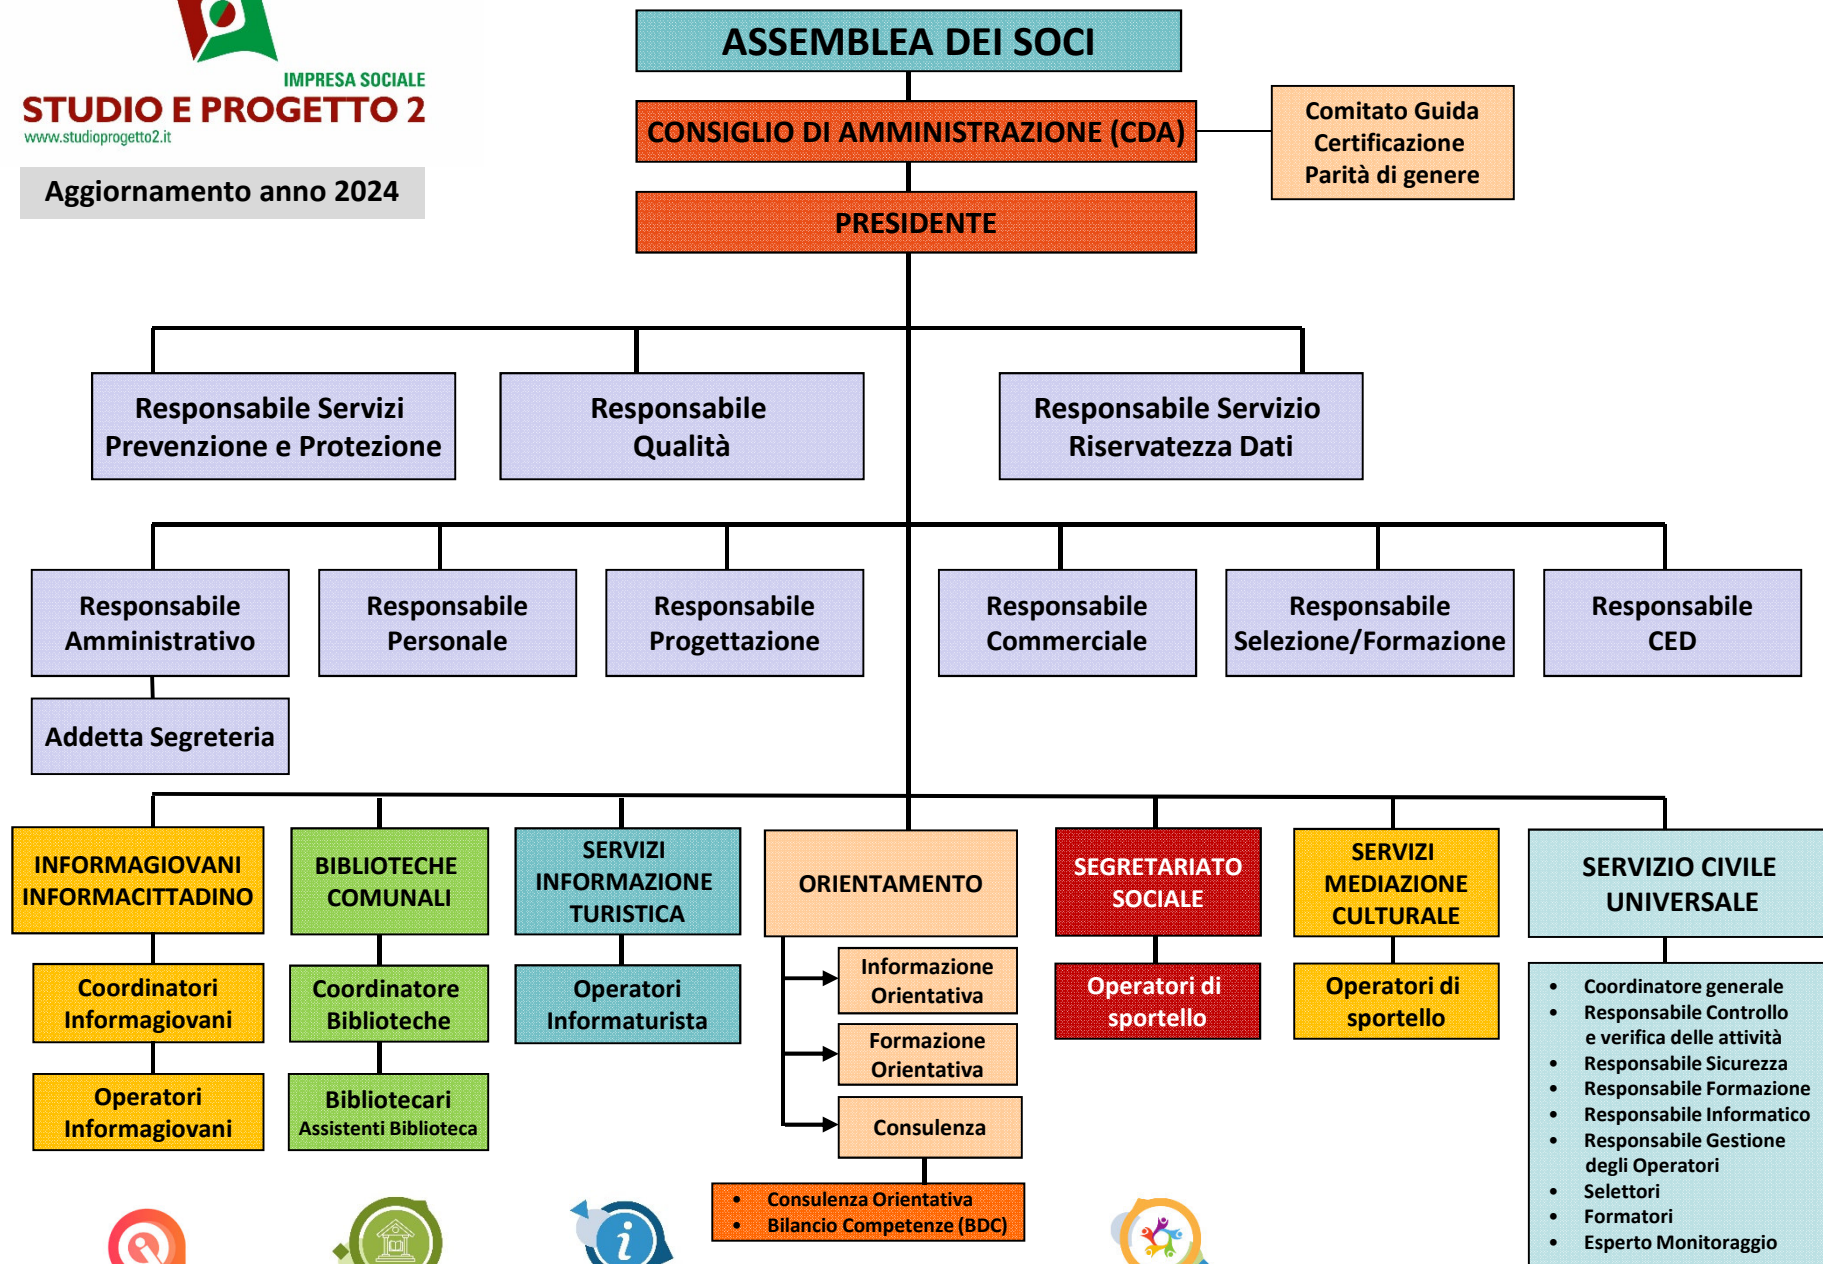 IMPRESA SOCIALE
STUDIO E PROGETTO 2
www.studioprogetto2.it
Aggiornamento anno 2024
ASSEMBLEA DEI SOCI
CONSIGLIO DI AMMINISTRAZIONE (CDA)
Comitato Guida
Certificazione
Parità di genere
PRESIDENTE
Responsabile Servizi
Prevenzione e Protezione
Responsabile
Qualità
Responsabile Servizio
Riservatezza Dati
Responsabile
Amministrativo
Responsabile
Personale
Responsabile
Progettazione
Responsabile
Commerciale
Responsabile
Selezione/Formazione
Responsabile
CED
Addetta Segreteria
INFORMAGIOVANI
INFORMACITTADINO
Coordinatori
Informagiovani
Operatori
Informagiovani
BIBLIOTECHE
COMUNALI
Coordinatore
Biblioteche
Bibliotecari
Assistenti Biblioteca
SERVIZI
INFORMAZIONE
TURISTICA
Operatori
Informaturista
ORIENTAMENTO
Informazione
Orientativa
Formazione
Orientativa
Consulenza
• Consulenza Orientativa
• Bilancio Competenze (BDC)
SEGRETARIATO
SOCIALE
Operatori di
sportello
SERVIZI
MEDIAZIONE
CULTURALE
Operatori di
sportello
SERVIZIO CIVILE
UNIVERSALE
• Coordinatore generale
• Responsabile Controllo
e verifica delle attività
• Responsabile Sicurezza
• Responsabile Formazione
• Responsabile Informatico
• Responsabile Gestione
degli Operatori
• Selettori
• Formatori
• Esperto Monitoraggio